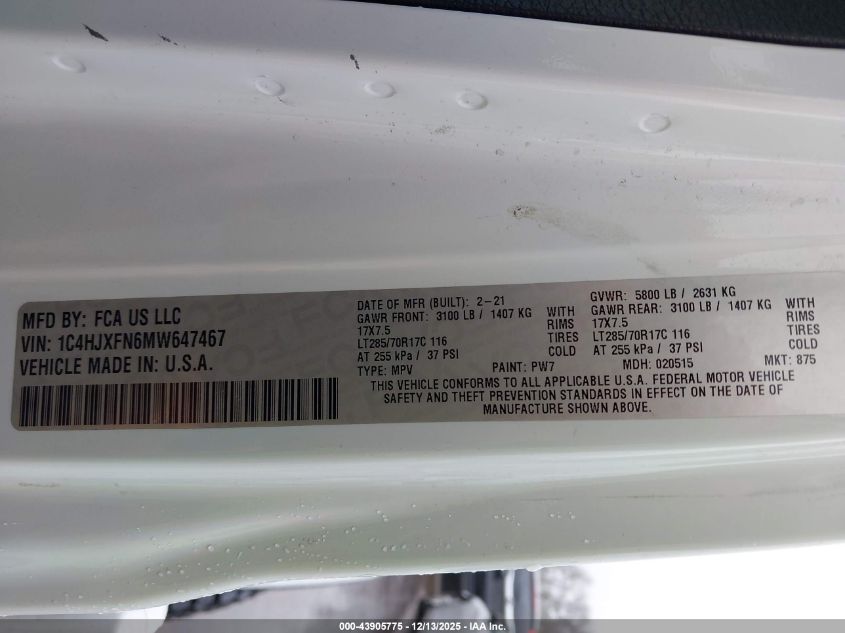 MFD BY: FCA US LLC
VIN: 1C4HJXFN6MW647467
VEHICLE MADE IN U.S.A.
DATE OF MFR (BUILT): 2-21
GAWR FRONT: 3100 LB / 1407 KG WITH
17X7.5 RIMS
LT285/70R17C 116 TIRES
AT 255 kPa / 37 PSI COLD
TYPE: MPV PAINT: PW7
GVWR: 5800 LB / 2631 KG
GAWR REAR: 3100 LB / 1407 KG WITH
17X7.5 RIMS
LT285/70R17C 116 TIRES
AT 255 kPa / 37 PSI COLD
MDH: 020515 MKT: 875
THIS VEHICLE CONFORMS TO ALL APPLICABLE U.S.A. FEDERAL MOTOR VEHICLE
SAFETY AND THEFT PREVENTION STANDARDS IN EFFECT ON THE DATE OF
MANUFACTURE SHOWN ABOVE.
000-43905775 - 12/13/2025 - IAA Inc.